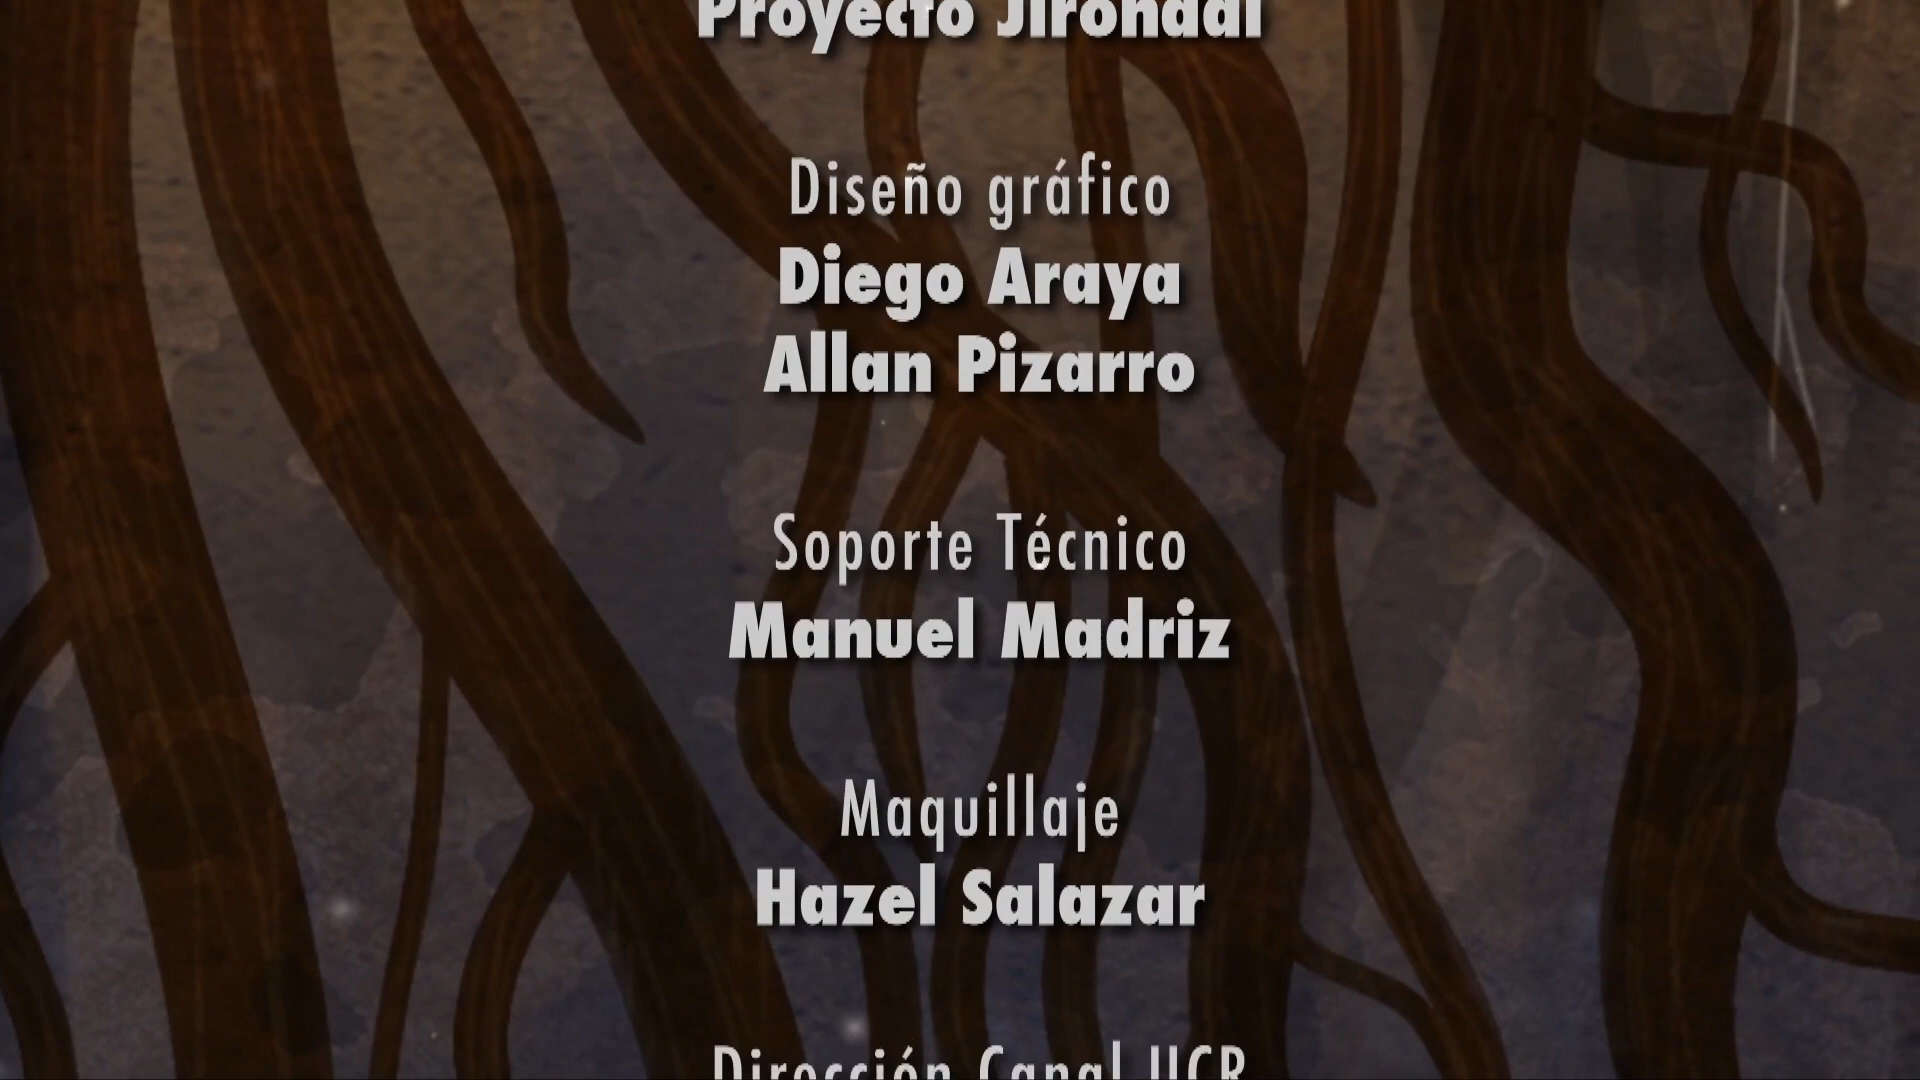 Proyecto Jirondai
Diseño gráfico
Diego Araya
Allan Pizarro
Soporte Técnico
Manuel Madriz
Maquillaje
Hazel Salazar
Dirección Canal UCR